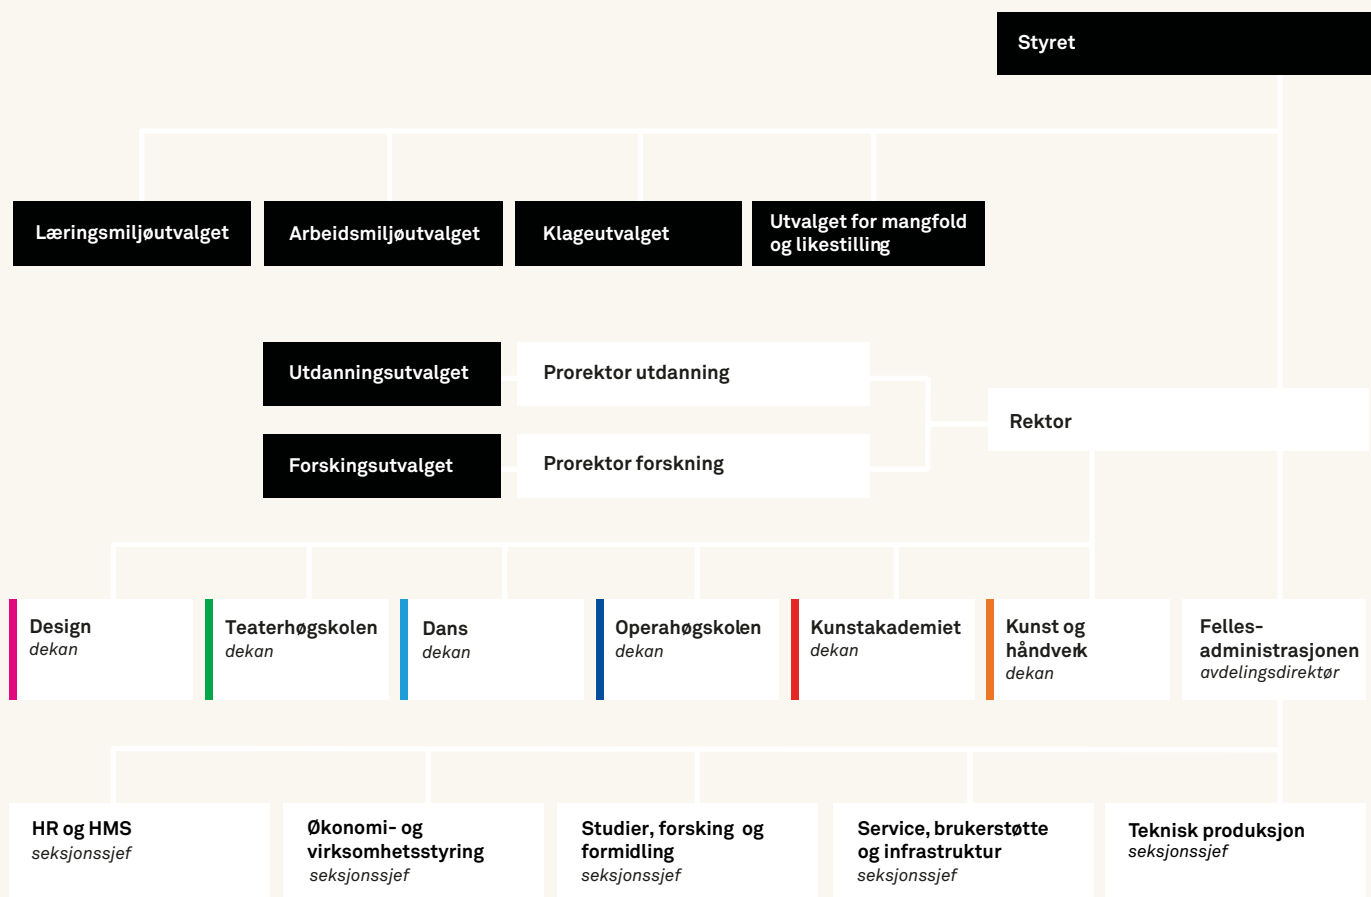 Styret
Læringsmiljøutvalget
Arbeidsmiljøutvalget
Klageutvalget
Utvalget for mangfold
og likestilling
Utdanningsutvalget
Prorektor utdanning
Rektor
Forskingsutvalget
Prorektor forskning
Design
dekan
Teaterhøgskolen
dekan
Dans
dekan
Operahøgskolen
dekan
Kunstakademiet
dekan
Kunst og
håndverk
dekan
Felles-
administrasjonen
avdelingsdirektør
HR og HMS
seksjonssjef
Økonomi- og
virksomhetsstyring
seksjonssjef
Studier, forsking og
formidling
seksjonssjef
Service, brukerstøtte
og infrastruktur
seksjonssjef
Teknisk produksjon
seksjonssjef